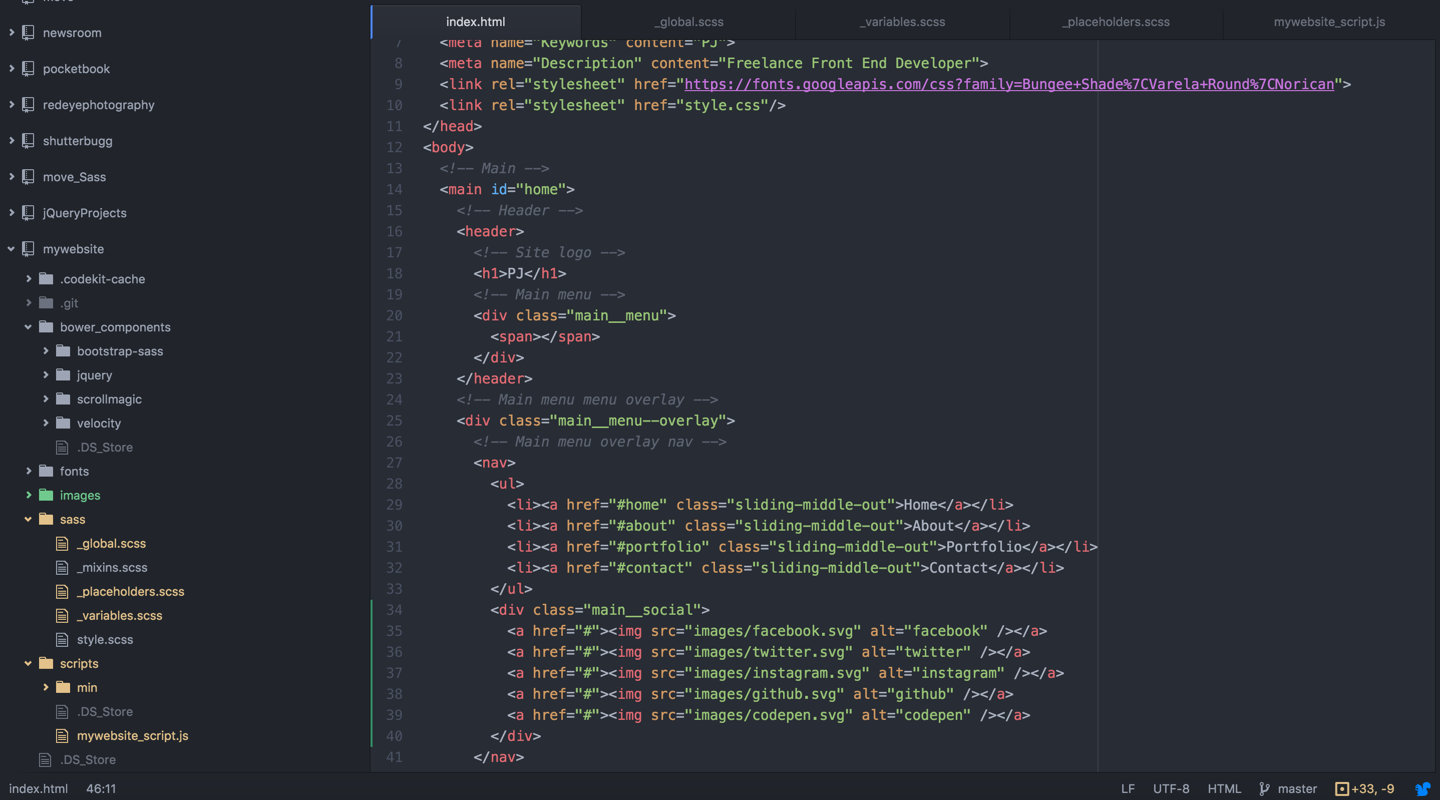 move
newsroom
pocketbook
redeyephotography
shutterbugg
move_Sass
jQueryProjects
mywebsite
.codekit-cache
.git
bower_components
bootstrap-sass
jquery
scrollmagic
velocity
.DS_Store
fonts
images
sass
_global.scss
_mixins.scss
_placeholders.scss
_variables.scss
style.scss
scripts
min
.DS_Store
mywebsite_script.js
.DS_Store
index.html _global.scss _variables.scss _placeholders.scss mywebsite_script.js
7 <meta name="Keywords" content="PJ">
8 <meta name="Description" content="Freelance Front End Developer">
9 <link rel="stylesheet" href="https://fonts.googleapis.com/css?family=Bungee+Shade%7CVarela+Round%7CNorican">
10 <link rel="stylesheet" href="style.css"/>
11 </head>
12 <body>
13 <!-- Main -->
14 <main id="home">
15 <!-- Header -->
16 <header>
17 <!-- Site logo -->
18 <h1>PJ</h1>
19 <!-- Main menu -->
20 <div class="main__menu">
21 <span></span>
22 </div>
23 </header>
24 <!-- Main menu menu overlay -->
25 <div class="main__menu--overlay">
26 <!-- Main menu overlay nav -->
27 <nav>
28 <ul>
29 <li><a href="#home" class="sliding-middle-out">Home</a></li>
30 <li><a href="#about" class="sliding-middle-out">About</a></li>
31 <li><a href="#portfolio" class="sliding-middle-out">Portfolio</a></li>
32 <li><a href="#contact" class="sliding-middle-out">Contact</a></li>
33 </ul>
34 <div class="main__social">
35 <a href="#"><img src="images/facebook.svg" alt="facebook" /></a>
36 <a href="#"><img src="images/twitter.svg" alt="twitter" /></a>
37 <a href="#"><img src="images/instagram.svg" alt="instagram" /></a>
38 <a href="#"><img src="images/github.svg" alt="github" /></a>
39 <a href="#"><img src="images/codepen.svg" alt="codepen" /></a>
40 </div>
41 </nav>
index.html 46:11 LF UTF-8 HTML master +33, -9